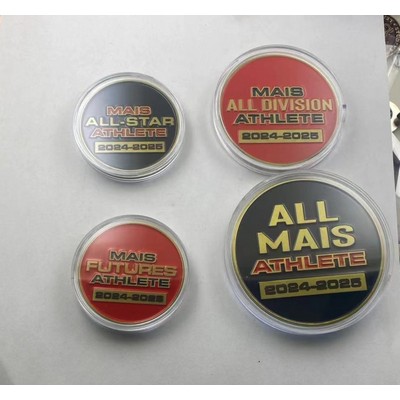 MAIS
ALL-STAR
ATHLETE
2024-2025
MAIS
ALL DIVISION
ATHLETE
2024-2025
MAIS
FUTURES
ATHLETE
2024-2025
ALL
MAIS
ATHLETE
2024-2025